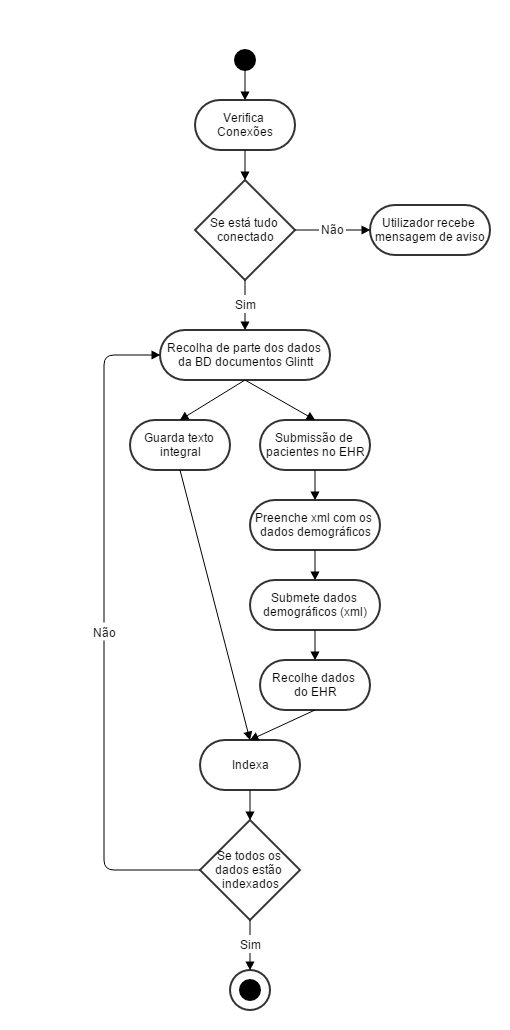 Verifica
Conexões
Se está tudo
conectado
Não
Utilizador recebe
mensagem de aviso
Sim
Recolha de parte dos dados
da BD documentos Glintt
Guarda texto
integral
Submissão de
pacientes no EHR
Preenche xml com os
dados demográficos
Submete dados
demográficos (xml)
Não
Recolhe dados
do EHR
Indexa
Se todos os
dados estão
indexados
Sim